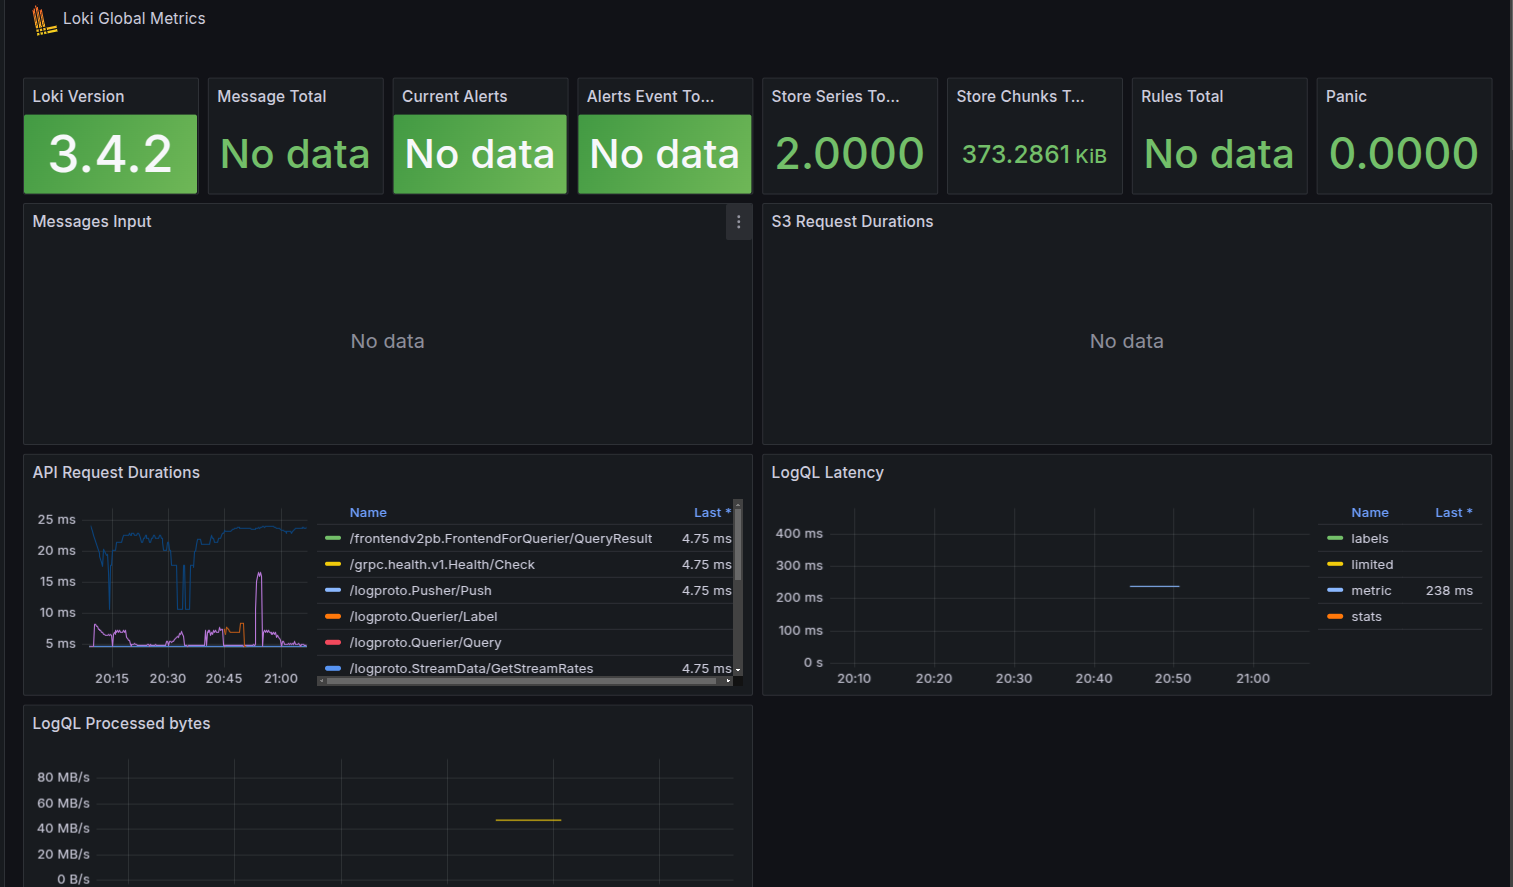 Loki Global Metrics
Loki Version
Message Total
Current Alerts
Alerts Event To...
Store Series To...
Store Chunks T...
Rules Total
Panic
3.4.2
No data
No data
No data
2.0000
373.2861 KiB
No data
0.0000
Messages Input
No data
S3 Request Durations
No data
API Request Durations
25 ms
20 ms
15 ms
10 ms
5 ms
20:15 20:30 20:45 21:00
Name Last *
/frontendv2pb.FrontendForQuerier/QueryResult 4.75 ms
/grpc.health.v1.Health/Check 4.75 ms
/logproto.Pusher/Push 4.75 ms
/logproto.Querier/Label
/logproto.Querier/Query
/logproto.StreamData/GetStreamRates 4.75 ms
LogQL Latency
400 ms
300 ms
200 ms
100 ms
0 s
20:10 20:20 20:30 20:40 20:50 21:00
Name Last *
labels
limited
metric 238 ms
stats
LogQL Processed bytes
80 MB/s
60 MB/s
40 MB/s
20 MB/s
0 B/s